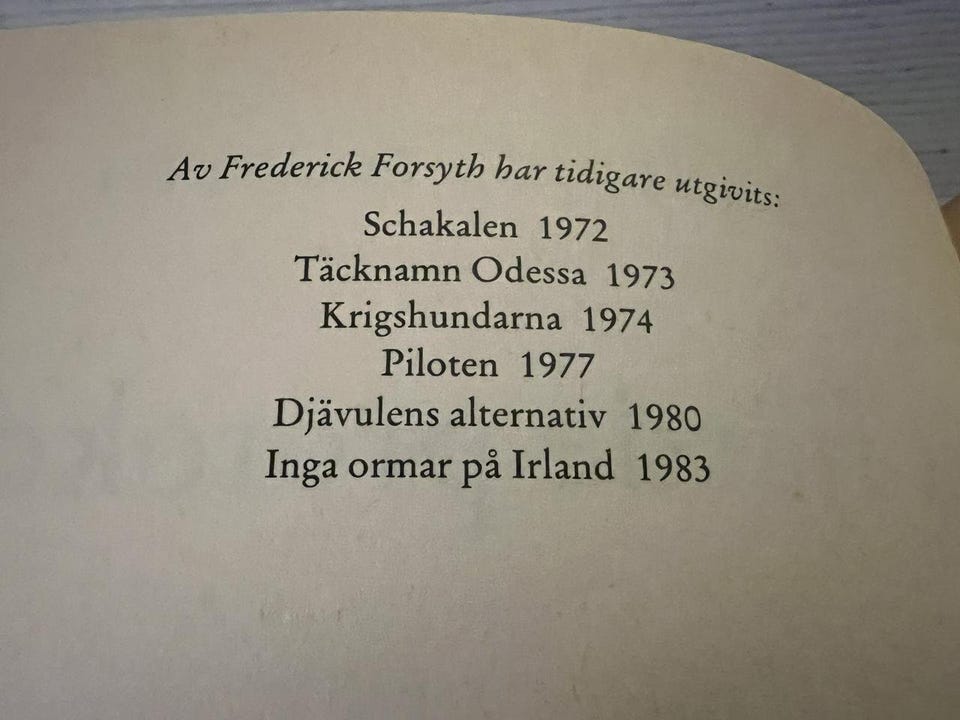 Av Frederick Forsyth har tidigare utgivits:
Schakalen 1972
Täcknamn Odessa 1973
Krigshundarna 1974
Piloten 1977
Djävulens alternativ 1980
Inga ormar på Irland 1983